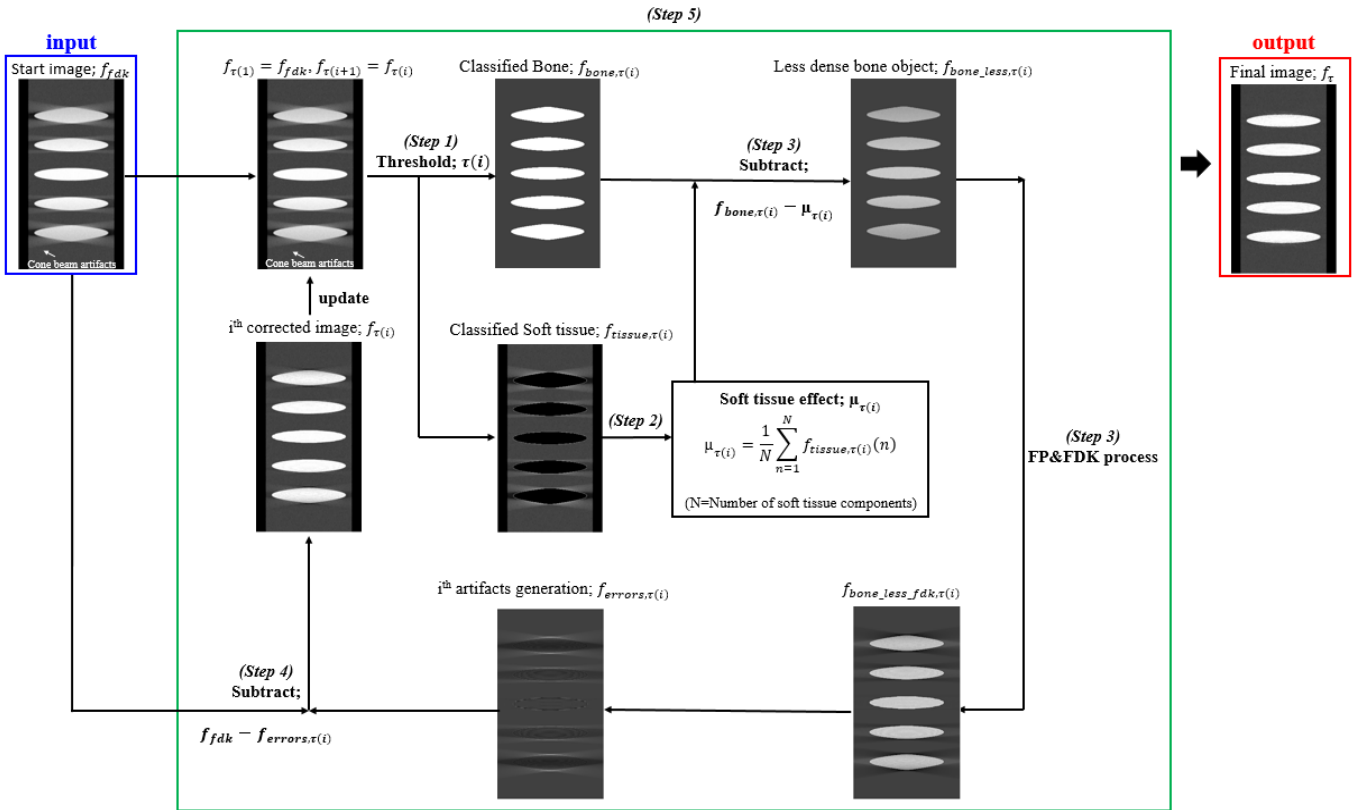 (Step 5)
input
Start image; f_fdk
Cone beam artifacts
f_τ(1) = f_fdk, f_τ(i+1) = f_τ(i)
Cone beam artifacts
(Step 1)
Threshold; τ(i)
Classified Bone; f_bone,τ(i)
(Step 3)
Subtract;
f_bone,τ(i) − μ_τ(i)
Less dense bone object; f_bone_less,τ(i)
output
Final image; f_τ
update
i^th corrected image; f_τ(i)
Classified Soft tissue; f_tissue,τ(i)
(Step 2)
Soft tissue effect; μ_τ(i)
μ_τ(i) = 1/N ∑_{n=1}^{N} f_tissue,τ(i)(n)
(N=Number of soft tissue components)
(Step 3)
FP&FDK process
(Step 4)
Subtract;
f_fdk − f_errors,τ(i)
i^th artifacts generation; f_errors,τ(i)
f_bone_less_fdk,τ(i)